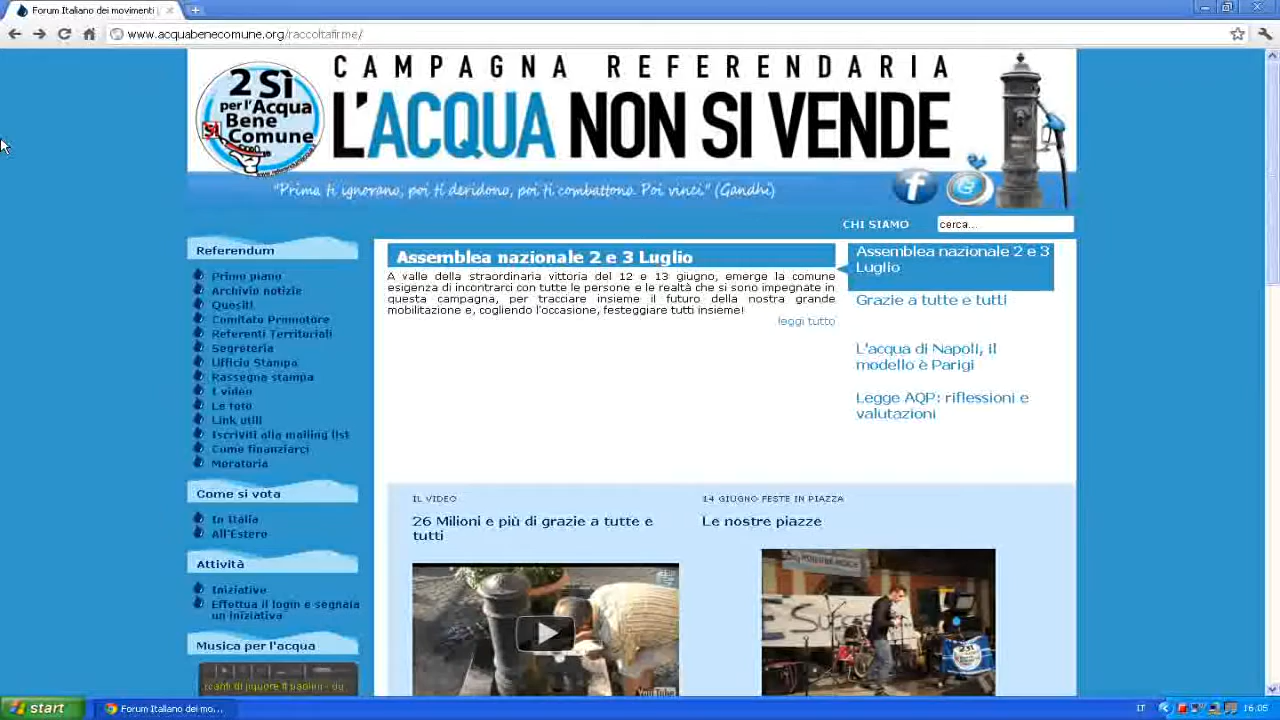 Forum Italiano dei movimenti
www.acquabenecomune.org/raccoltafirme/
2 Sì
per l'Acqua
Bene
Comune
SI
CAMPAGNA REFERENDARIA
L'ACQUA NON SI VENDE
"Prima ti ignorano, poi ti deridono, poi ti combattono. Poi vinci." (Gandhi)
CHI SIAMO
cerca...
Referendum
Primo piano
Archivio notizie
Quesiti
Comitato Promotore
Referenti Territoriali
Segreteria
Ufficio Stampa
Rassegna stampa
I video
Le foto
Link utili
Iscriviti alla mailing list
Come finanziarci
Moratoria
Come si vota
In Italia
All'Estero
Attività
Iniziative
Effettua il login e segnala
un iniziativa
Musica per l'acqua
Assemblea nazionale 2 e 3 Luglio
A valle della straordinaria vittoria del 12 e 13 giugno, emerge la comune
esigenza di incontrarci con tutte le persone e le realtà che si sono impegnate in
questa campagna, per tracciare insieme il futuro della nostra grande
mobilitazione e, cogliendo l'occasione, festeggiare tutti insieme!
leggi tutto
Assemblea nazionale 2 e 3
Luglio
Grazie a tutte e tutti
L'acqua di Napoli, il
modello è Parigi
Legge AQP: riflessioni e
valutazioni
IL VIDEO
26 Milioni e più di grazie a tutte e
tutti
YouTube
14 GIUGNO FESTE IN PIAZZA
Le nostre piazze
2 Sì
start
Forum Italiano dei mo...
IT
16.05